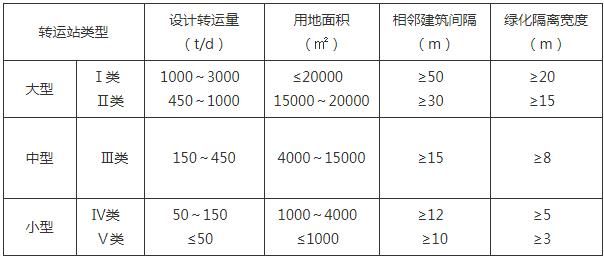 转运站类型 设计转运量 用地面积 相邻建筑间隔 绿化隔离宽度
（t/d） （㎡） （m） （m）
大型 Ⅰ类 1000～3000 ≤20000 ≥50 ≥20
Ⅱ类 450～1000 15000～20000 ≥30 ≥15
中型 Ⅲ类 150～450 4000～15000 ≥15 ≥8
小型 Ⅳ类 50～150 1000～4000 ≥12 ≥5
Ⅴ类 ≤50 ≤1000 ≥10 ≥3